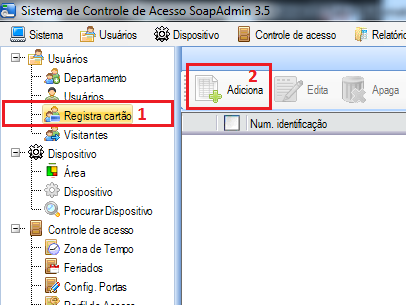 Sistema de Controle de Acesso SoapAdmin 3.5
Sistema Usuários Dispositivo Controle de acesso Relatóri
Usuários
Departamento
Usuários
Registra cartão 1
Visitantes
Dispositivo
Área
Dispositivo
Procurar Dispositivo
Controle de acesso
Zona de Tempo
Feriados
Config. Portas
2
Adiciona Edita Apaga
Num. identificação